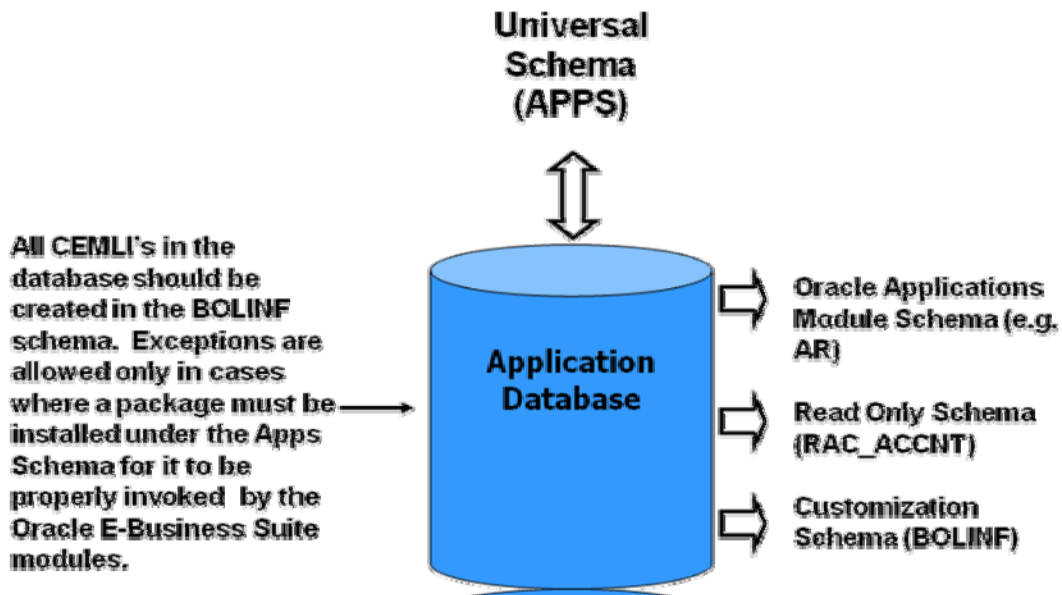 Universal
Schema
(APPS)
All CEMLI's in the
database should be
created in the BOLINF
schema.  Exceptions are
allowed only in cases
where a package must be
installed under the Apps
Schema for it to be
properly invoked  by the
Oracle E-Business Suite
modules.
Application
Database
Oracle Applications
Module Schema (e.g.
AR)
Read Only Schema
(RAC_ACCNT)
Customization
Schema (BOLINF)